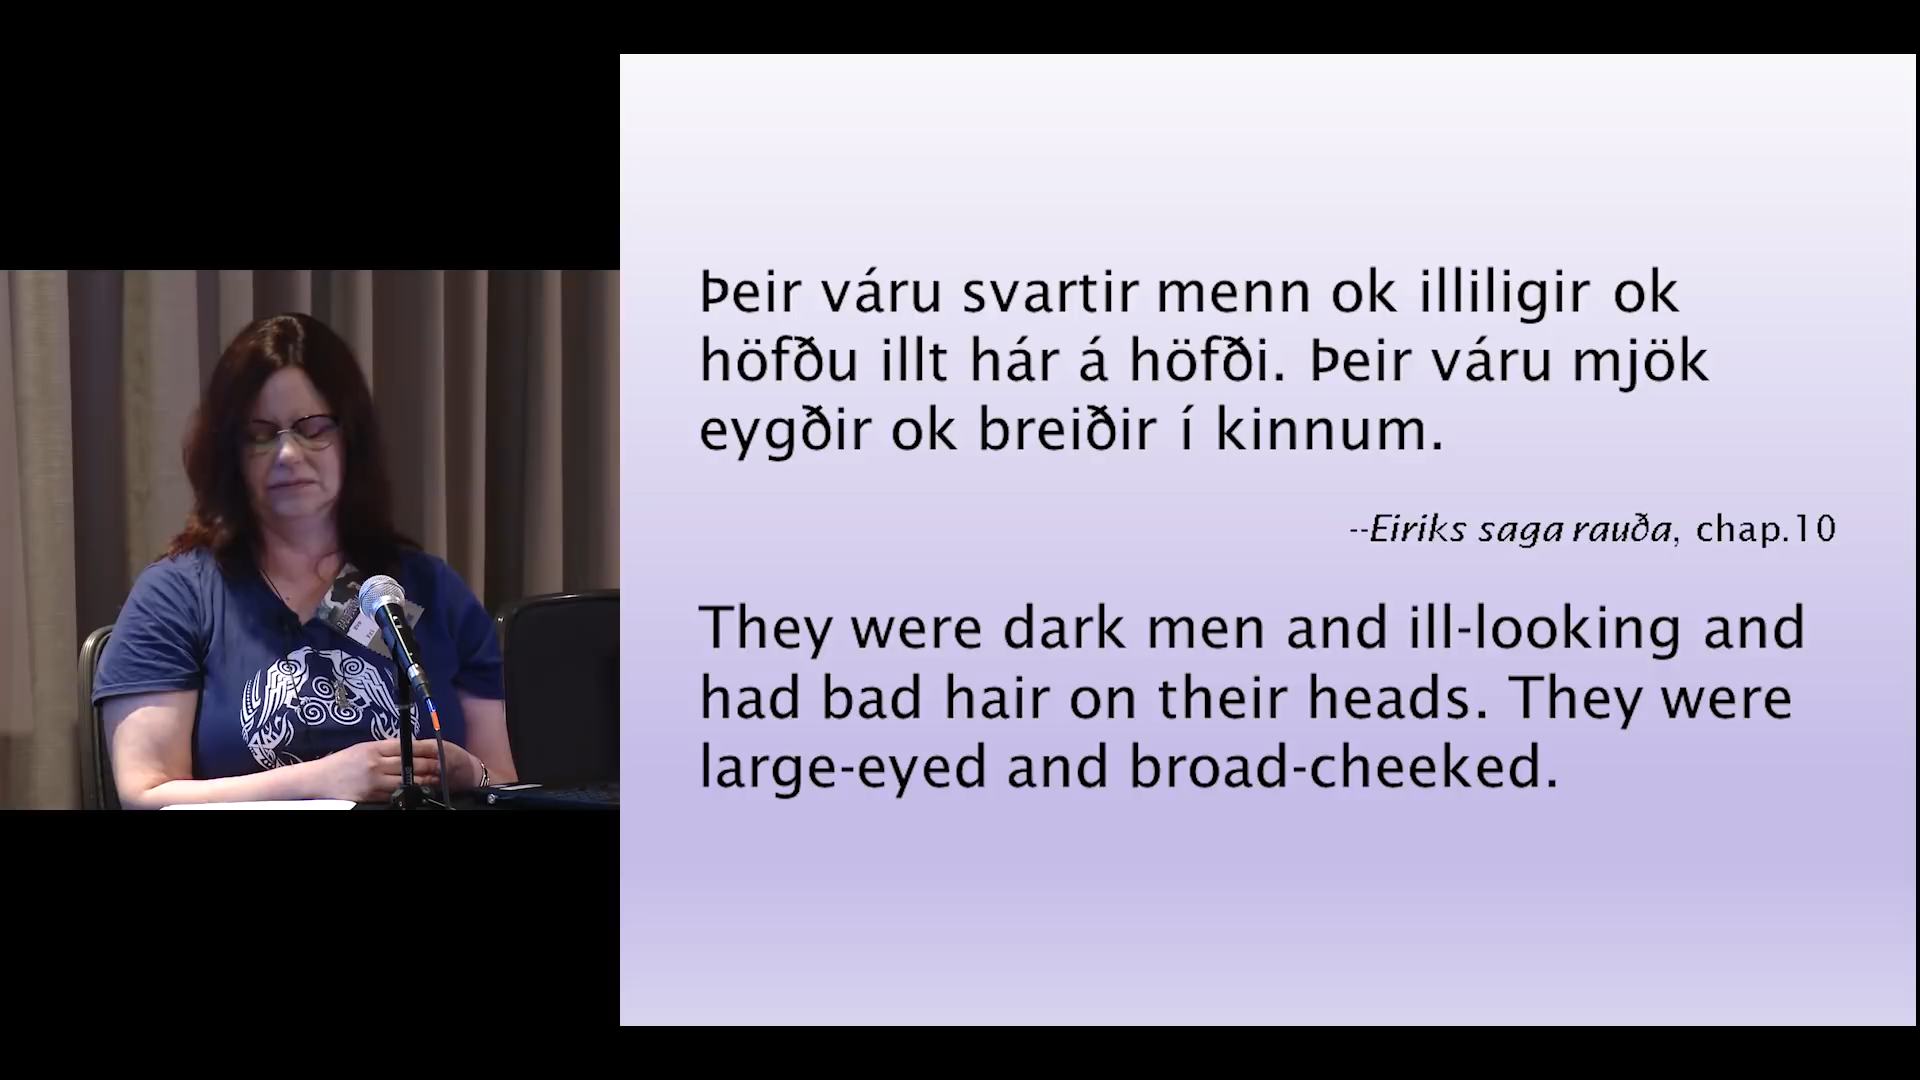 Þeir váru svartir menn ok illiligir ok
höfðu illt hár á höfði. Þeir váru mjök
eygðir ok breiðir í kinnum.
--Eiriks saga rauða, chap.10
They were dark men and ill-looking and
had bad hair on their heads. They were
large-eyed and broad-cheeked.